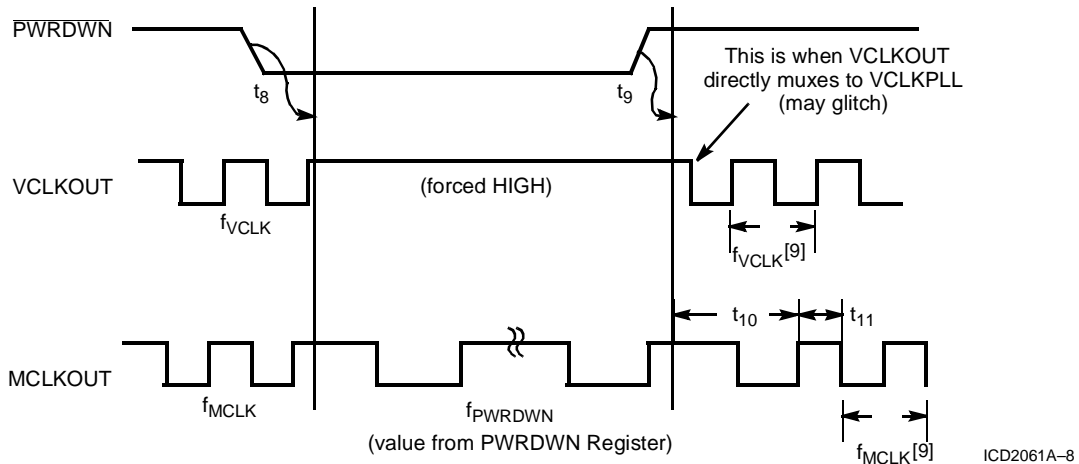 PWRDWN
t8
t9
This is when VCLKOUT
directly muxes to VCLKPLL
(may glitch)
VCLKOUT
(forced HIGH)
fVCLK
fVCLK[9]
t10
t11
MCLKOUT
fMCLK
fPWRDWN
(value from PWRDWN Register)
fMCLK[9]
ICD2061A–8